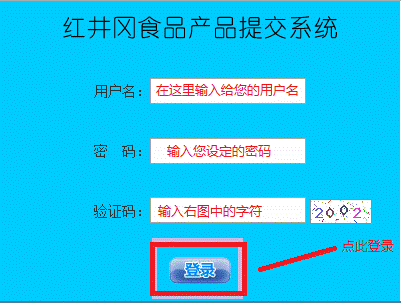 红井冈食品产品提交系统
用户名： 在这里输入给您的用户名
密　码： 输入您设定的密码
验证码： 输入右图中的字符 2002
点此登录
登录